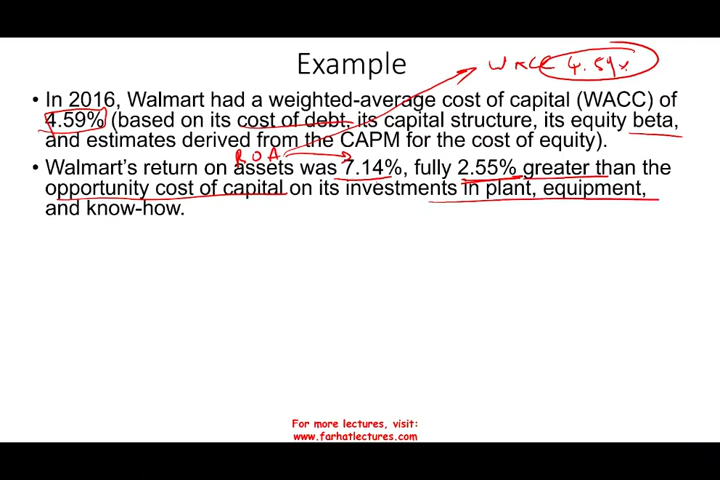 Example
WACC 4.59%
• In 2016, Walmart had a weighted-average cost of capital (WACC) of
4.59% (based on its cost of debt, its capital structure, its equity beta,
and estimates derived from the CAPM for the cost of equity).
ROA
• Walmart's return on assets was 7.14%, fully 2.55% greater than the
opportunity cost of capital on its investments in plant, equipment,
and know-how.
For more lectures, visit:
www.farhatlectures.com